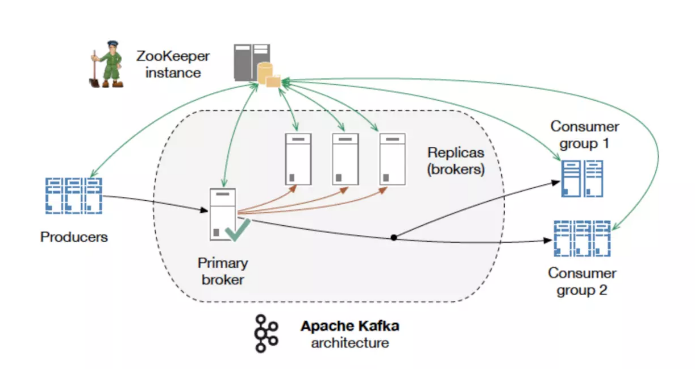 ZooKeeper
instance
Consumer
group 1
Replicas
(brokers)
Producers
Primary
broker
Consumer
group 2
Apache Kafka
architecture